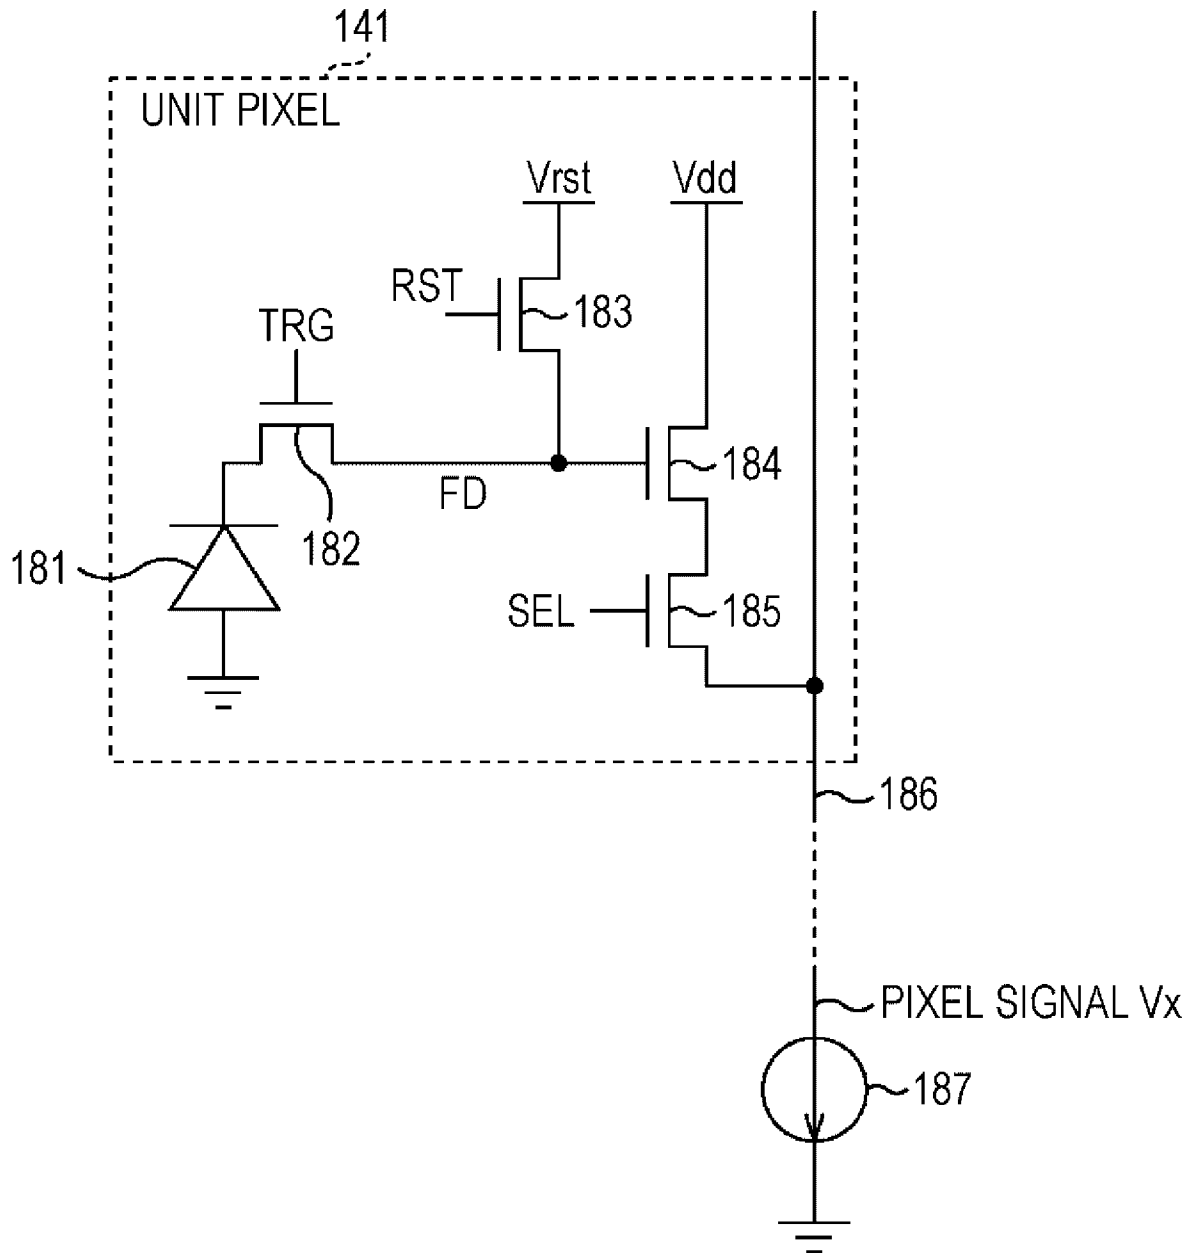 141
UNIT PIXEL
Vrst
Vdd
RST
183
TRG
184
FD
182
181
SEL
185
186
PIXEL SIGNAL Vx
187